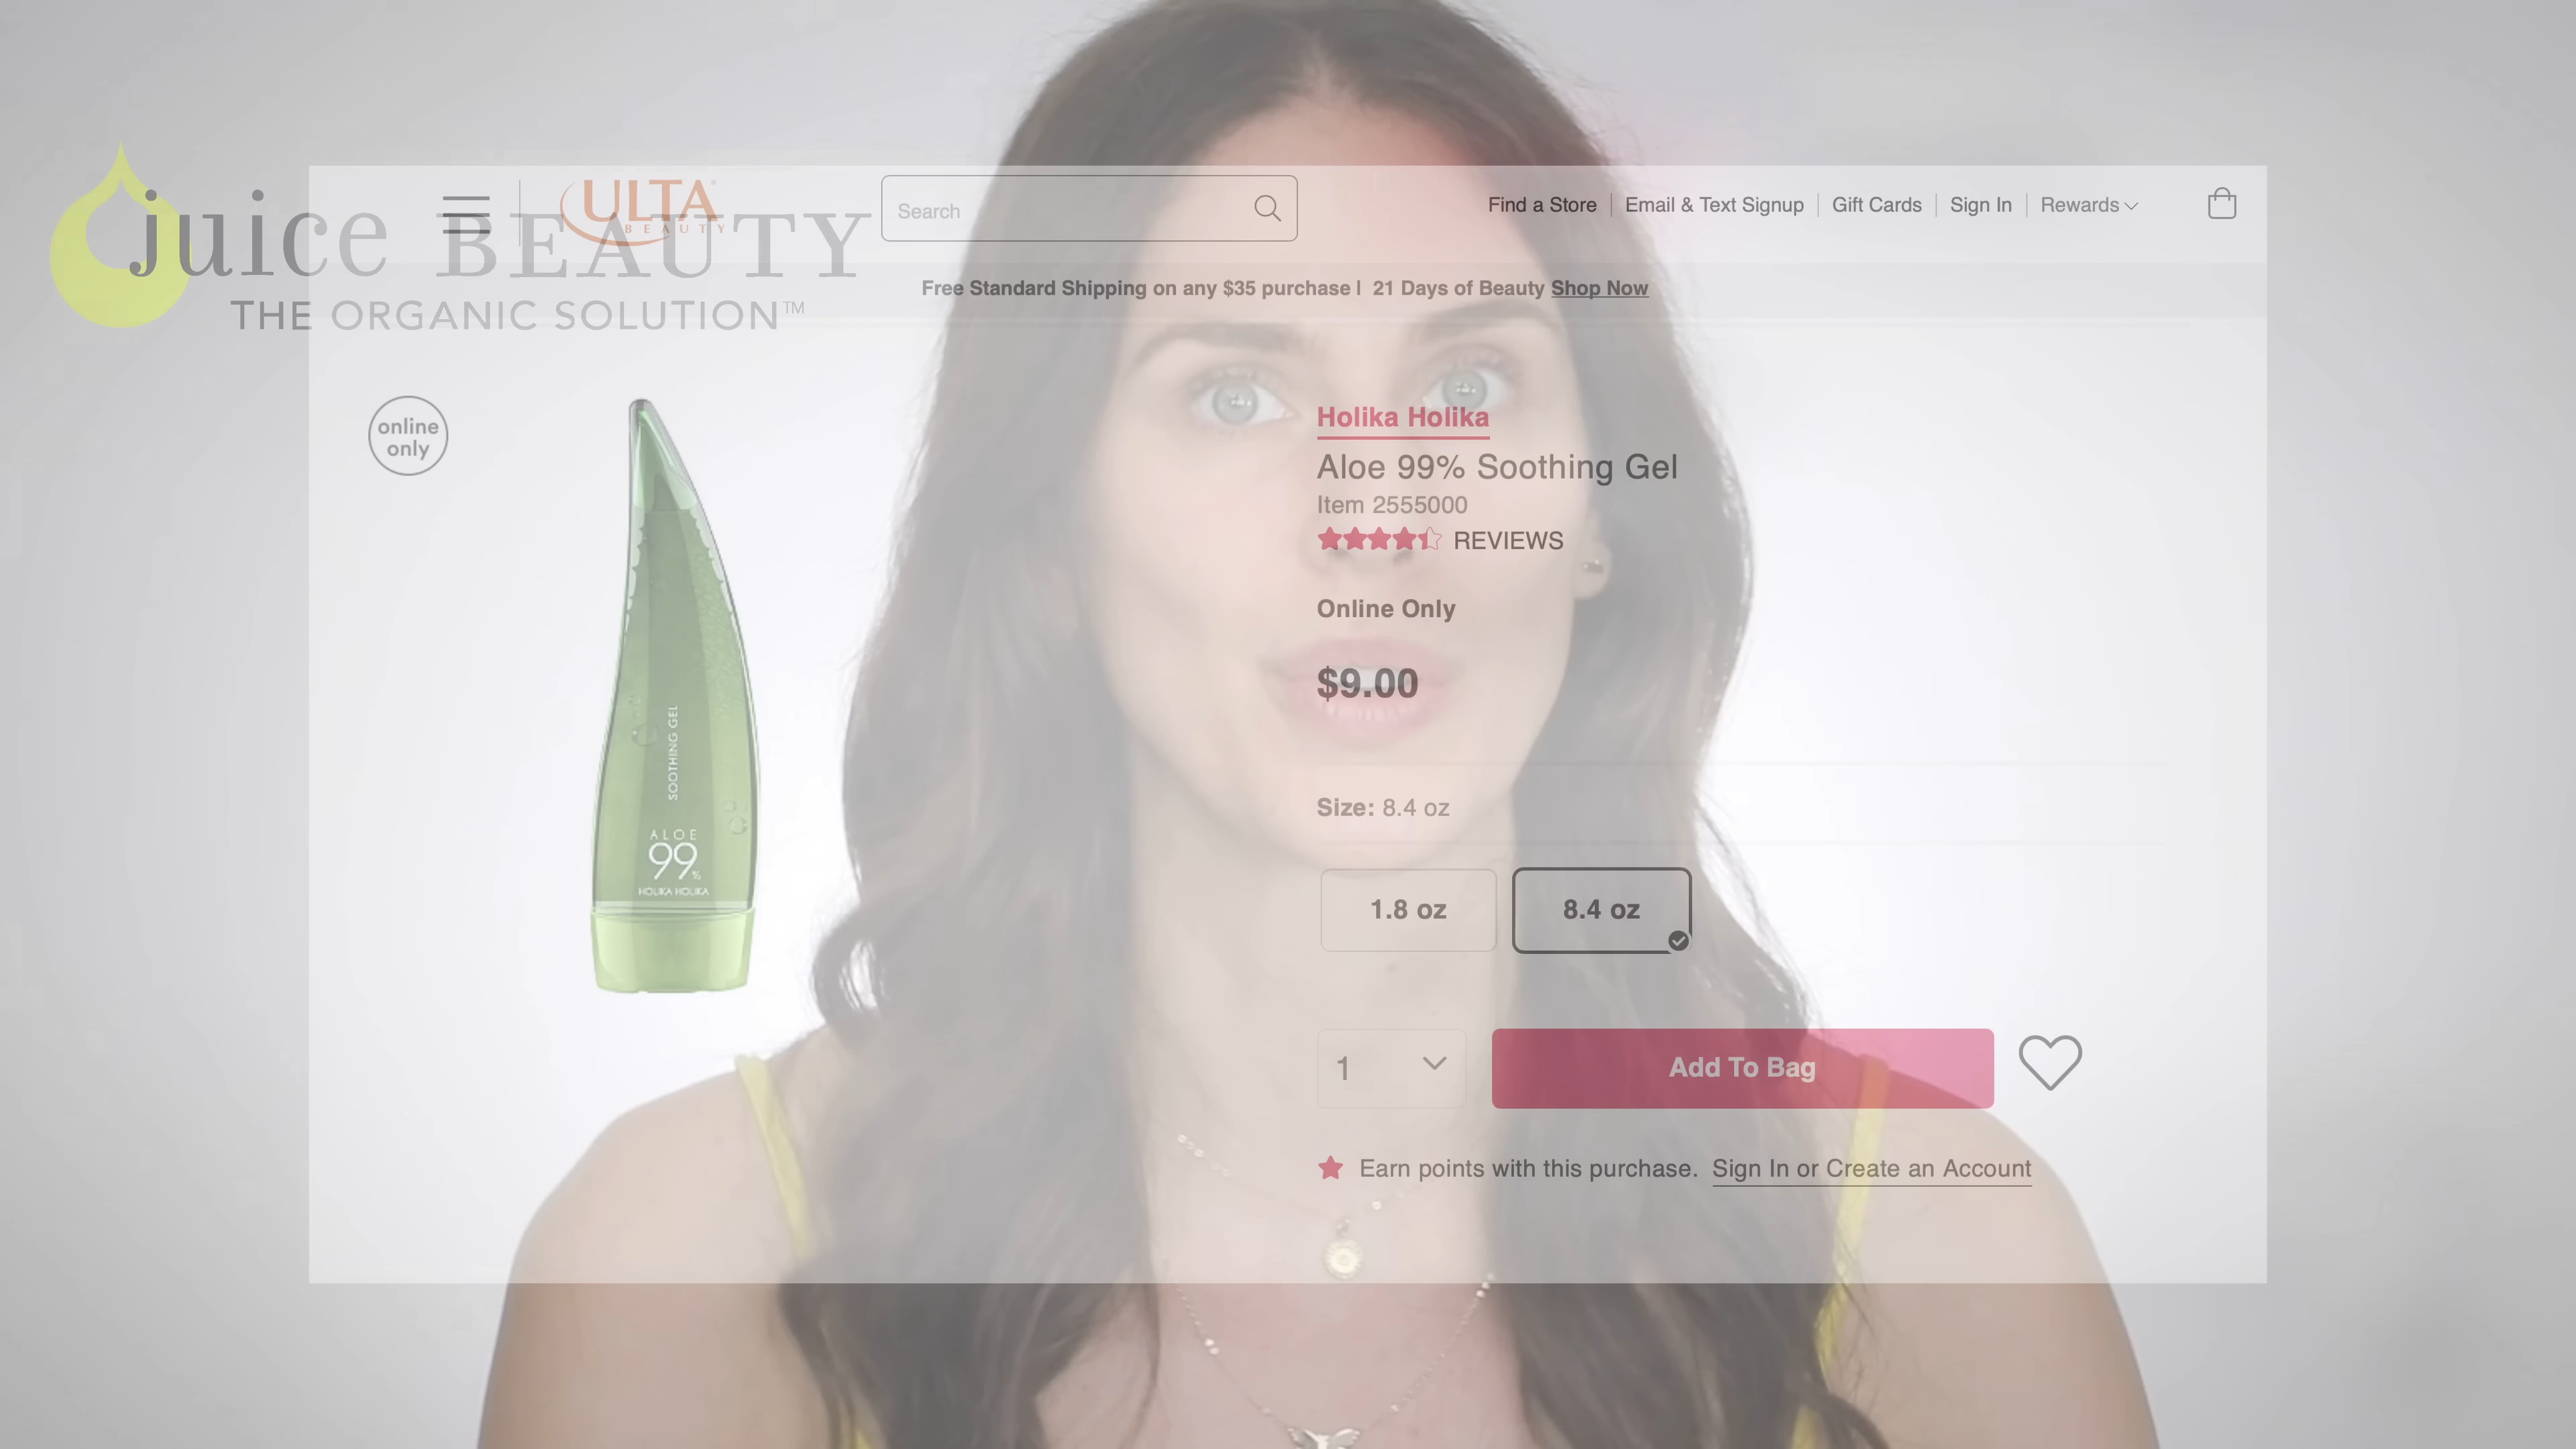 juice BEAUTY
THE ORGANIC SOLUTION™
ULTA
BEAUTY
Search
Find a Store
Email & Text Signup
Gift Cards
Sign In
Rewards
Free Standard Shipping on any $35 purchase | 21 Days of Beauty Shop Now
online
only
SOOTHING GEL
ALOE
99%
HOLIKA HOLIKA
Holika Holika
Aloe 99% Soothing Gel
Item 2555000
REVIEWS
Online Only
$9.00
Size: 8.4 oz
1.8 oz
8.4 oz
1
Add To Bag
Earn points with this purchase. Sign In or Create an Account